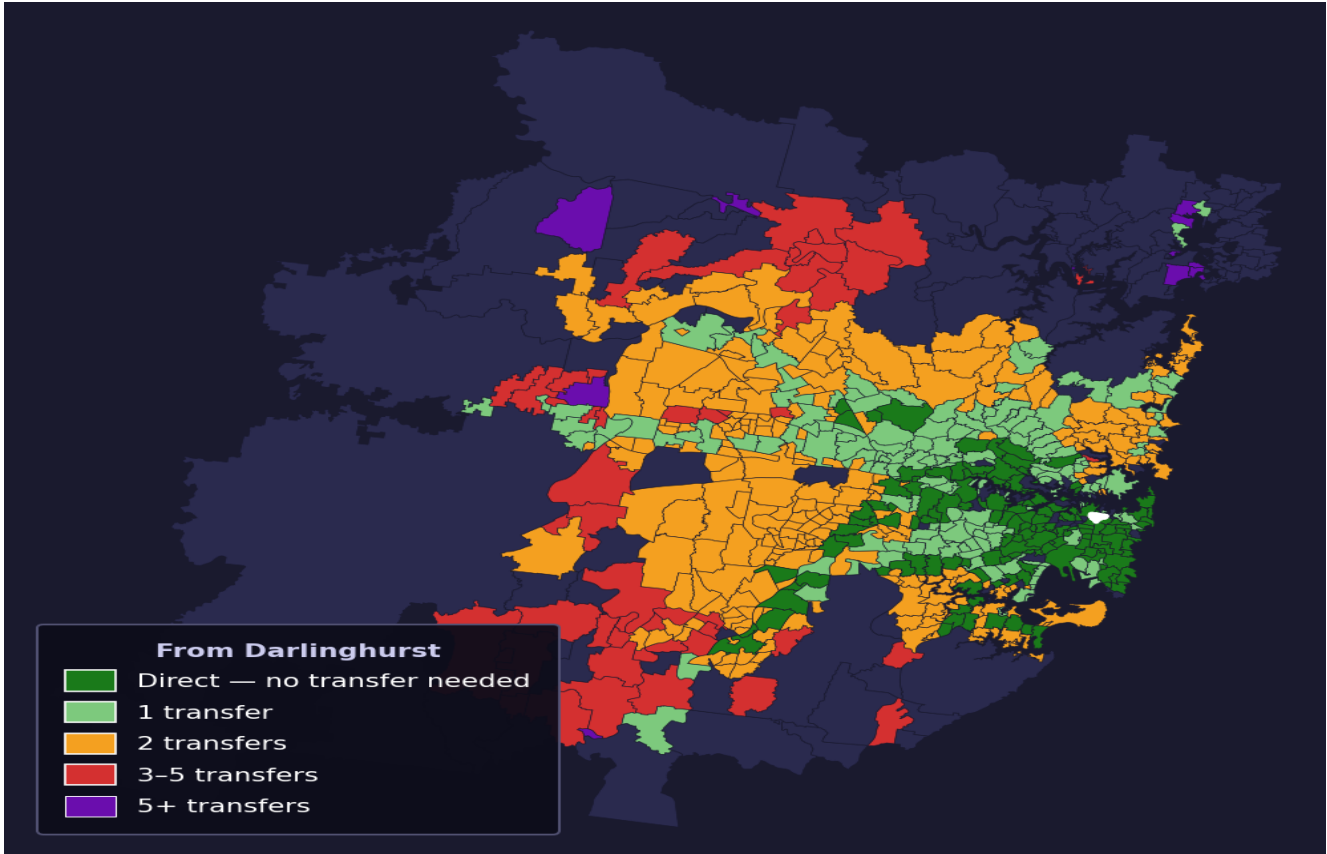 From Darlinghurst
Direct — no transfer needed
1 transfer
2 transfers
3–5 transfers
5+ transfers